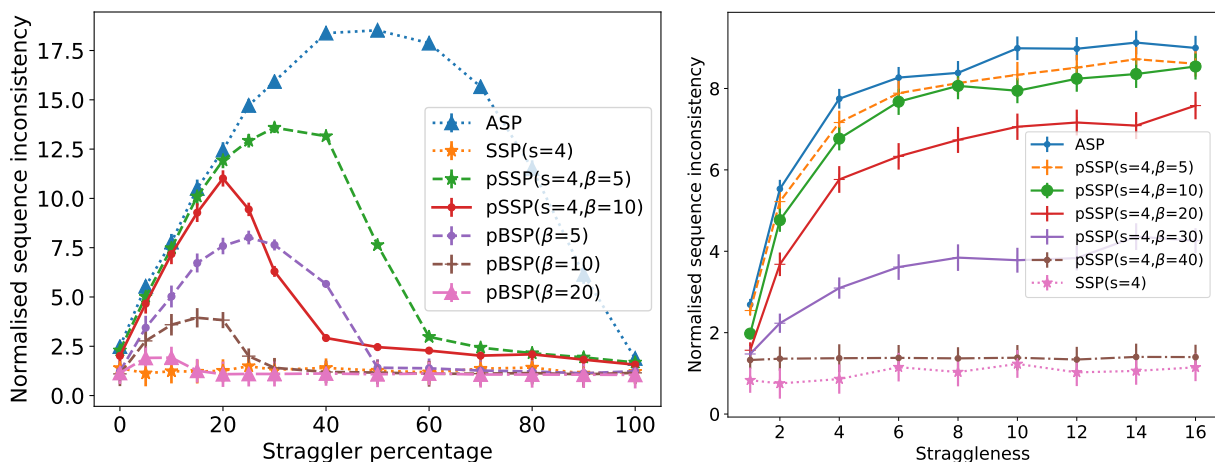 Normalised sequence inconsistency
17.5
15.0
12.5
10.0
7.5
5.0
2.5
0.0
0
20
40
60
80
100
Straggler percentage
ASP
SSP(s=4)
pSSP(s=4,β=5)
pSSP(s=4,β=10)
pBSP(β=5)
pBSP(β=10)
pBSP(β=20)
Normalised sequence inconsistency
8
6
4
2
0
2
4
6
8
10
12
14
16
Straggleness
ASP
pSSP(s=4,β=5)
pSSP(s=4,β=10)
pSSP(s=4,β=20)
pSSP(s=4,β=30)
pSSP(s=4,β=40)
SSP(s=4)